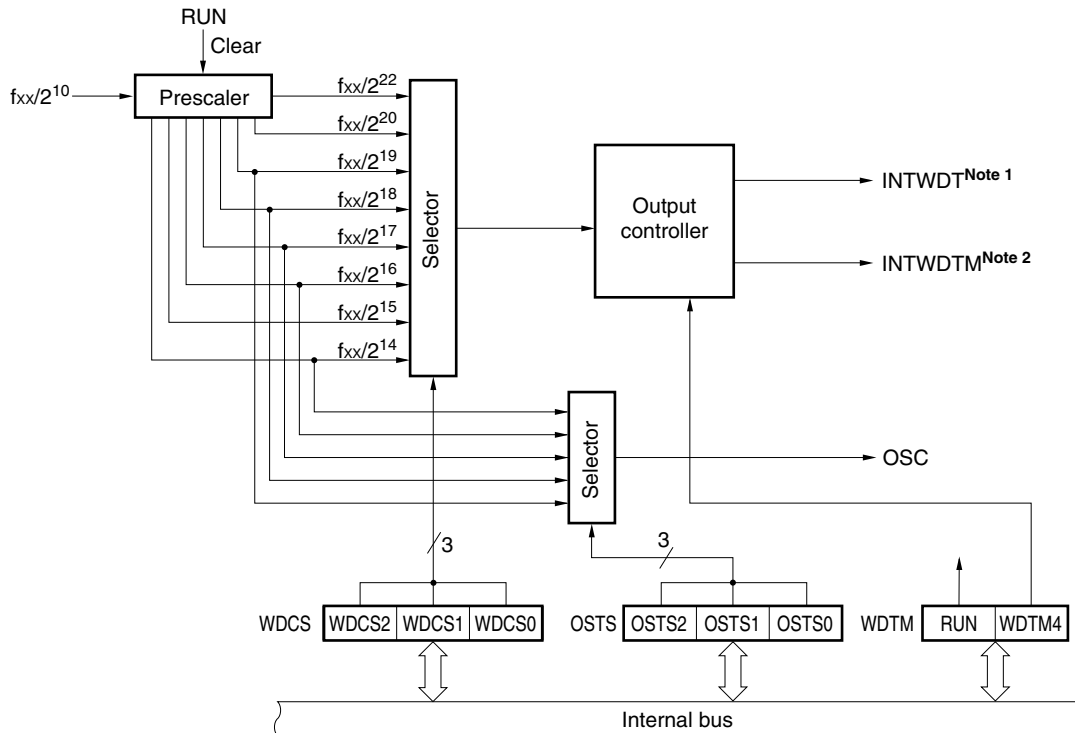 RUN
Clear
fxx/2^10
Prescaler
fxx/2^22
fxx/2^20
fxx/2^19
fxx/2^18
fxx/2^17
fxx/2^16
fxx/2^15
fxx/2^14
Selector
Output
controller
INTWDT^Note 1
INTWDTM^Note 2
Selector
OSC
3
3
WDCS
WDCS2 WDCS1 WDCS0
OSTS
OSTS2 OSTS1 OSTS0
WDTM
RUN WDTM4
Internal bus